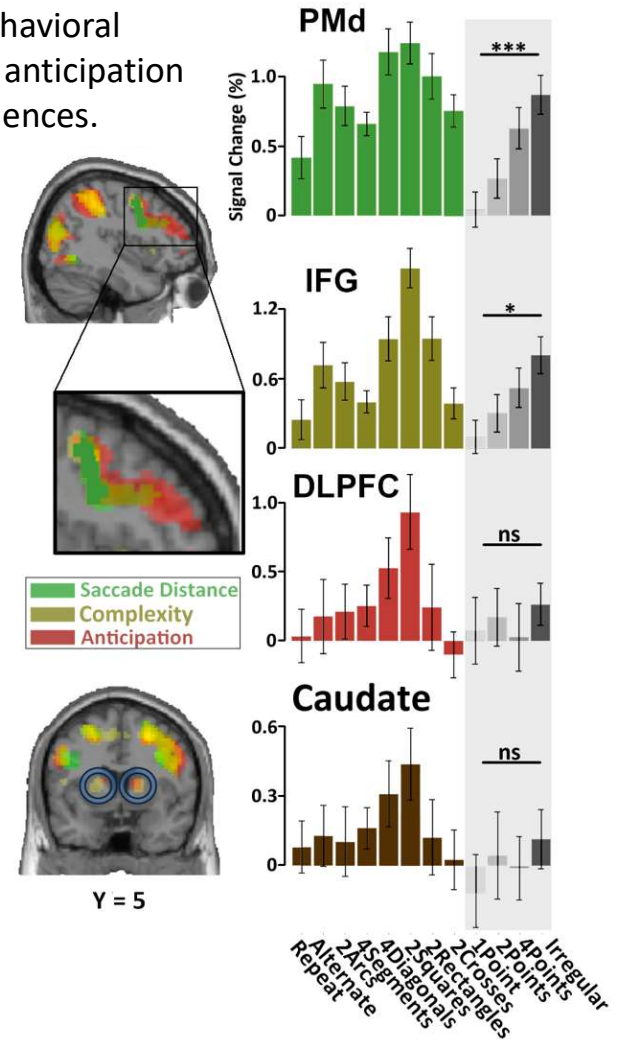 havioral
anticipation
ences.
PMd
Signal Change (%)
1.0
0.5
0
***
IFG
1.2
0.6
0
*
DLPFC
1.0
0.5
0
ns
Saccade Distance
Complexity
Anticipation
Caudate
0.6
0.3
0
ns
Y = 5
Repeat
Alternate
2Arcs
4Segments
4Diagonals
2Squares
2Rectangles
2Crosses
1Point
2Points
4Points
Irregular